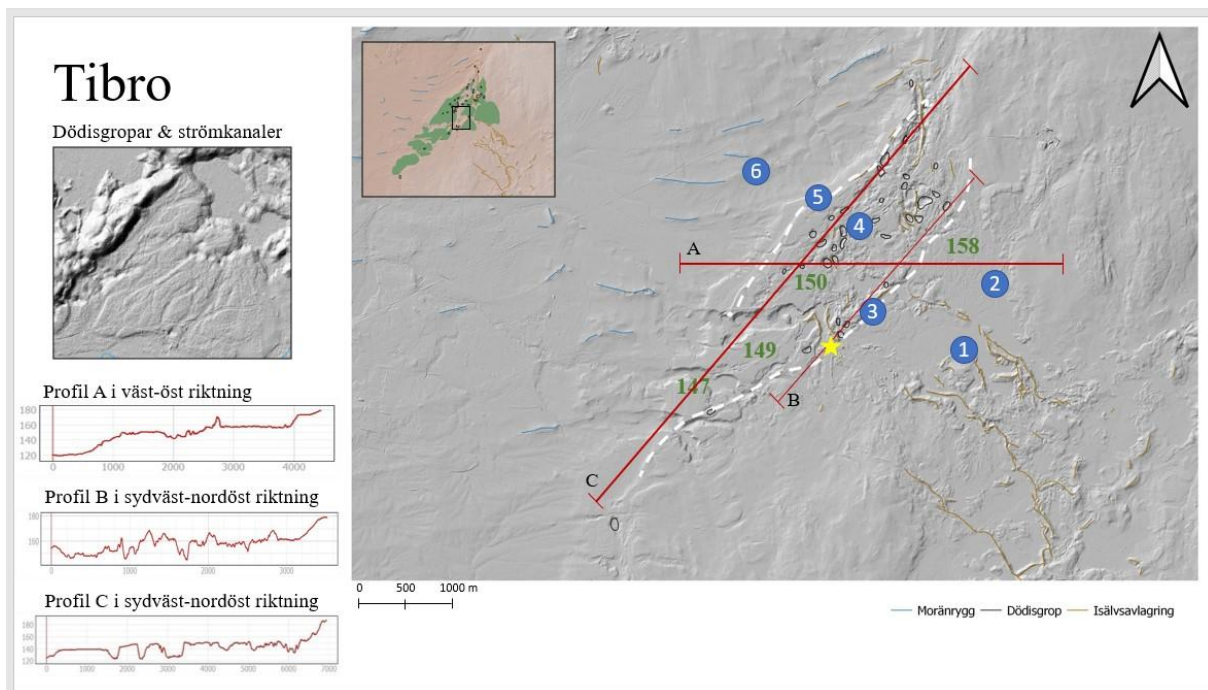 Tibro
Dödisgropar & strömkanaler
Profil A i väst-öst riktning
180
160
140
120
0 1000 2000 3000 4000
Profil B i sydväst-nordöst riktning
180
160
0 1000 2000 3000
Profil C i sydväst-nordöst riktning
180
160
140
120
0 1000 2000 3000 4000 5000 6000 7000
6
5
4
A
158
150
2
3
149
1
147
B
C
0 500 1000 m
Moränrygg Dödisgrop Isälvsavlagring